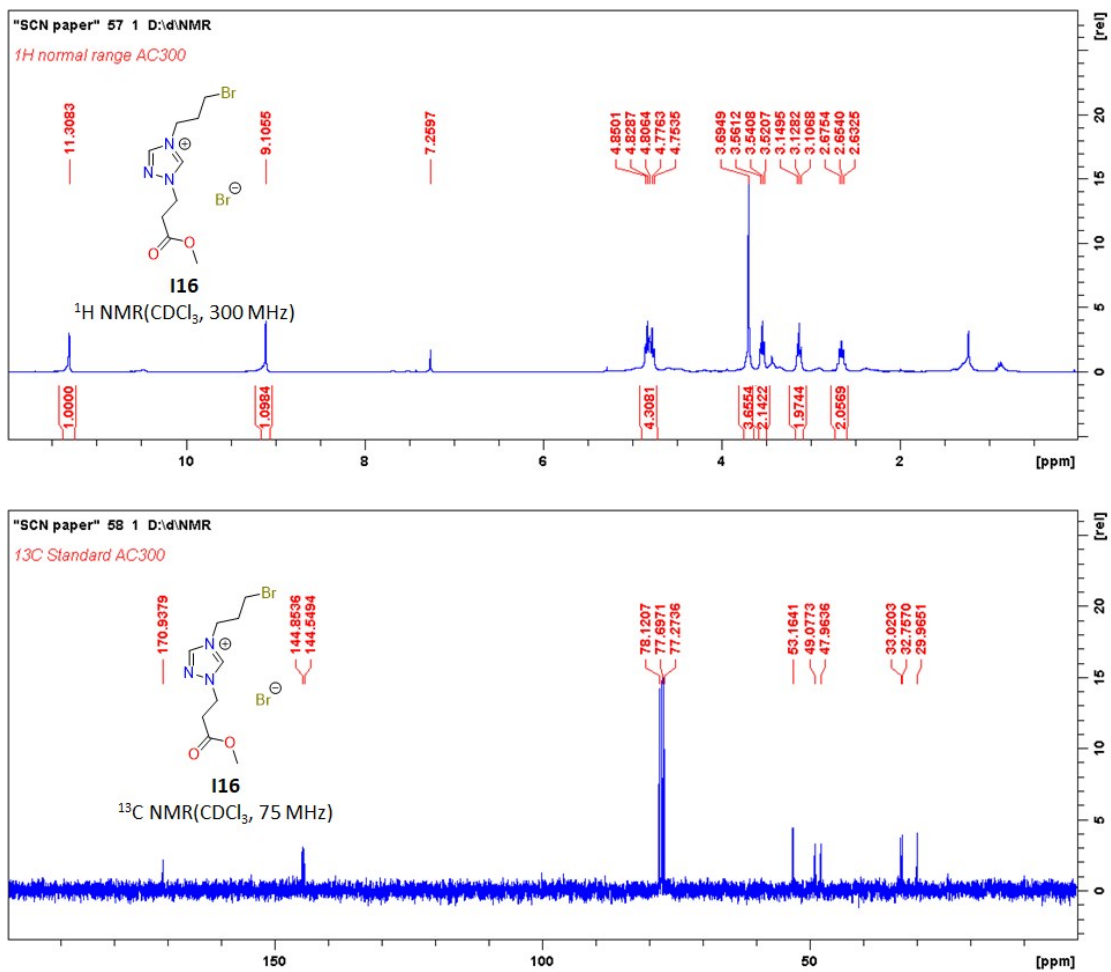 "SCN paper" 57 1 D:\d\NMR
1H normal range AC300
[rel]
11.3083
9.1055
7.2597
4.8501
4.8287
4.8064
4.7763
4.7535
3.6949
3.5612
3.5408
3.5207
3.1495
3.1282
3.1068
2.6754
2.6540
2.6325
Br
N⊕
N
N
Br⊖
O
O
I16
¹H NMR(CDCl₃, 300 MHz)
20
15
10
5
0
1.0000
1.0984
4.3081
3.6554
2.1422
1.9744
2.0569
10
8
6
4
2
[ppm]
"SCN paper" 58 1 D:\d\NMR
13C Standard AC300
[rel]
170.9379
144.8536
144.5494
78.1207
77.6971
77.2736
53.1641
49.0773
47.9636
33.0203
32.7570
29.9651
Br
N⊕
N
N
Br⊖
O
O
I16
¹³C NMR(CDCl₃, 75 MHz)
20
15
10
5
0
150
100
50
[ppm]